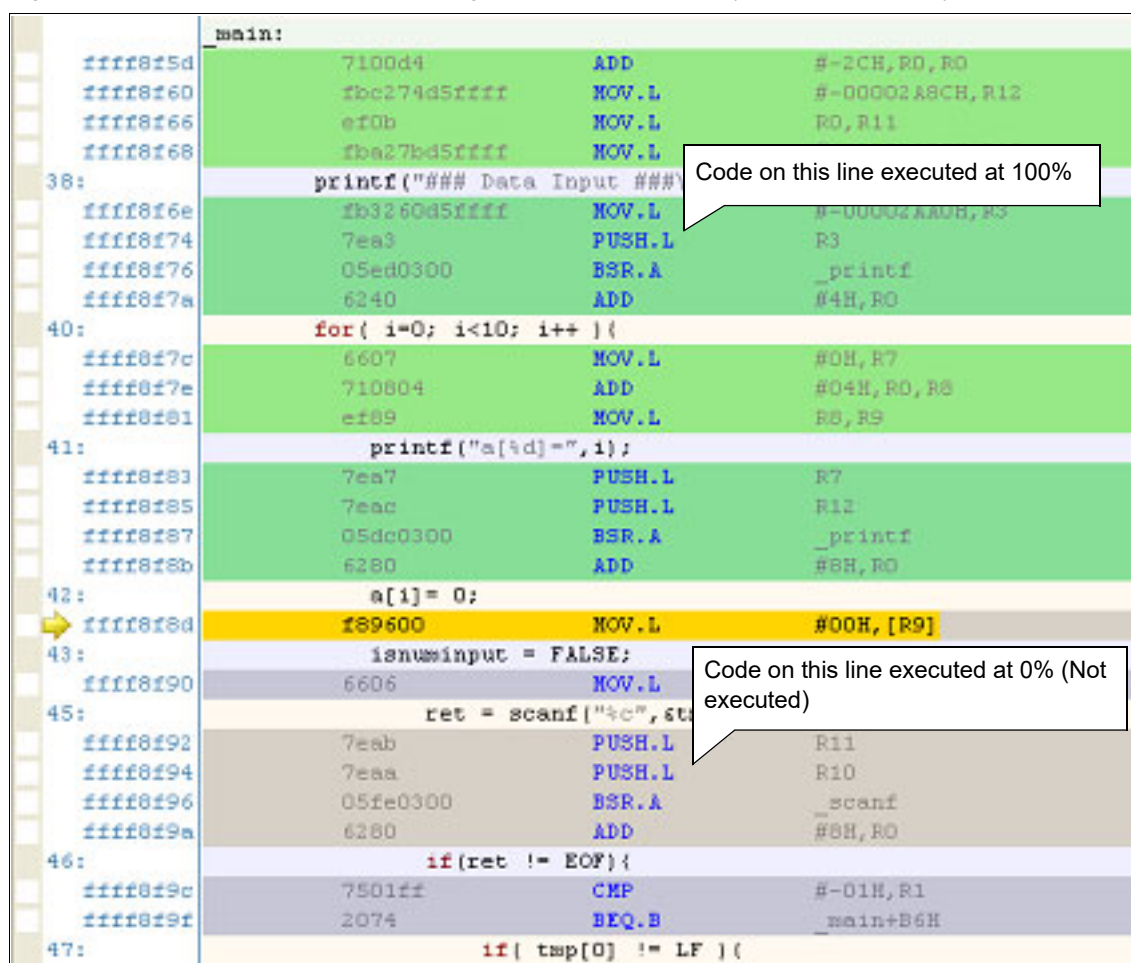 _main:
ffff8f5d 7100d4 ADD #-2CH,R0,R0
ffff8f60 fbc274d5ffff MOV.L #-00002A8CH,R12
ffff8f66 ef0b MOV.L R0,R11
ffff8f68 fba27bd5ffff MOV.L
Code on this line executed at 100%
38: printf("### Data Input ###\
ffff8f6e fb3260d5ffff MOV.L #-00002AA0H,R3
ffff8f74 7ea3 PUSH.L R3
ffff8f76 05ed0300 BSR.A _printf
ffff8f7a 6240 ADD #4H,R0
40: for( i=0; i<10; i++ ){
ffff8f7c 6607 MOV.L #0H,R7
ffff8f7e 710804 ADD #04H,R0,R8
ffff8f81 ef89 MOV.L R8,R9
41: printf("a[%d]=",i);
ffff8f83 7ea7 PUSH.L R7
ffff8f85 7eac PUSH.L R12
ffff8f87 05dc0300 BSR.A _printf
ffff8f8b 6280 ADD #8H,R0
42: a[i]= 0;
ffff8f8d f89600 MOV.L #00H,[R9]
43: isnuminput = FALSE;
Code on this line executed at 0% (Not
executed)
ffff8f90 6606 MOV.L
45: ret = scanf("%c",&t
ffff8f92 7eab PUSH.L R11
ffff8f94 7eaa PUSH.L R10
ffff8f96 05fe0300 BSR.A _scanf
ffff8f9a 6280 ADD #8H,R0
46: if(ret != EOF){
ffff8f9c 7501ff CMP #-01H,R1
ffff8f9f 2074 BEQ.B _main+B6H
47: if( tmp[0] != LF ){